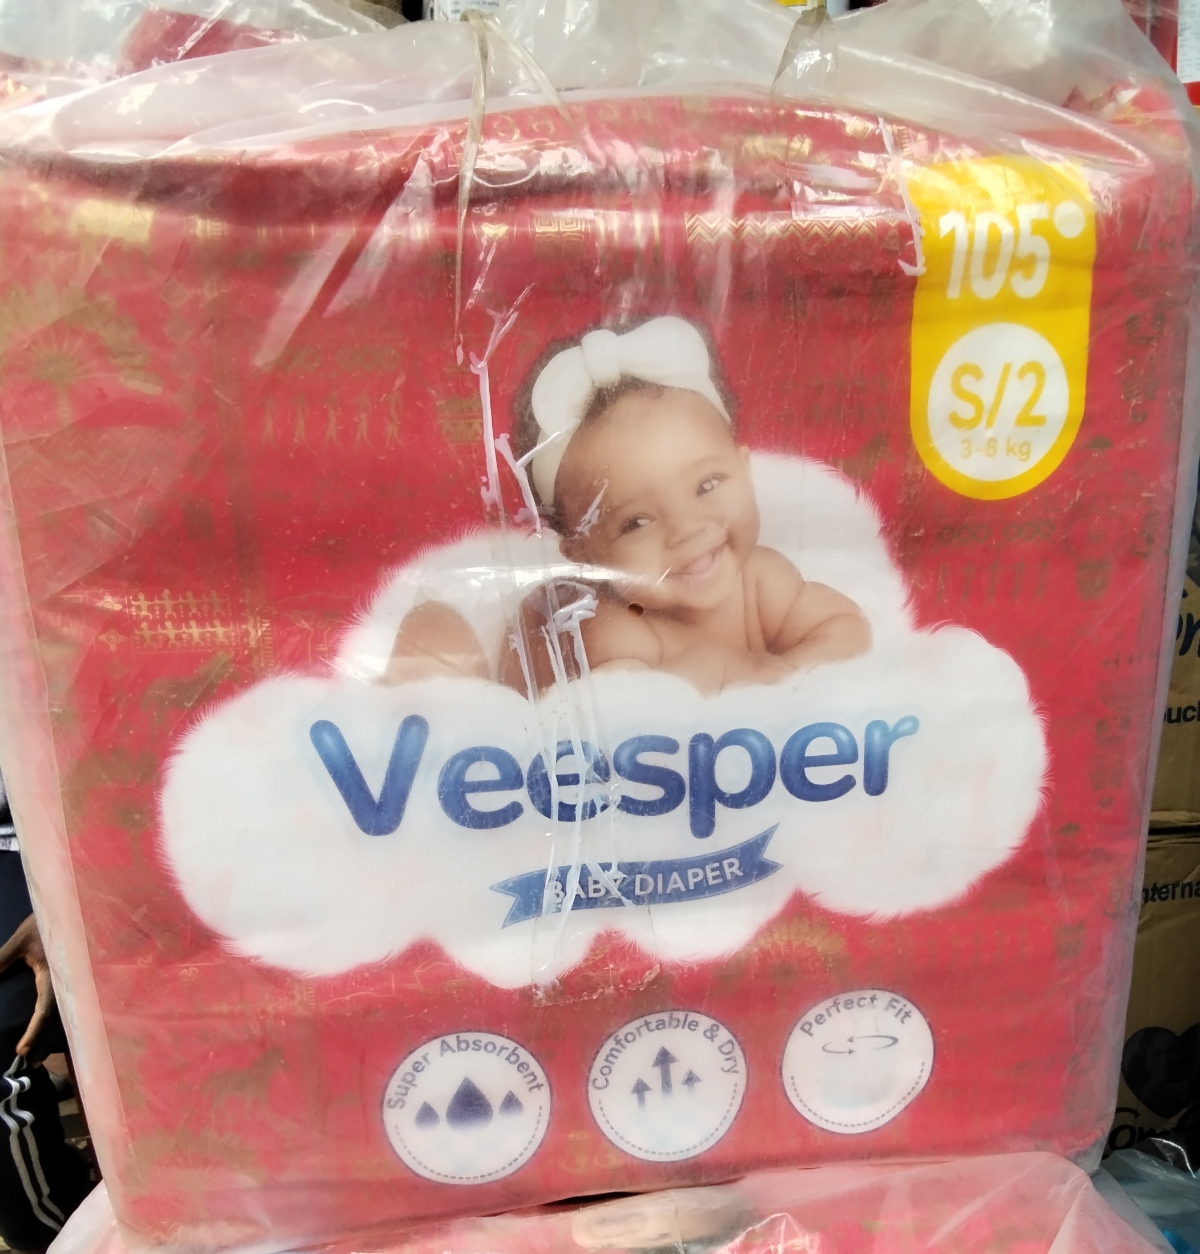 105
S/2
3-8 kg
Veesper
BABY DIAPER
Super Absorbent
Comfortable & Dry
Perfect Fit